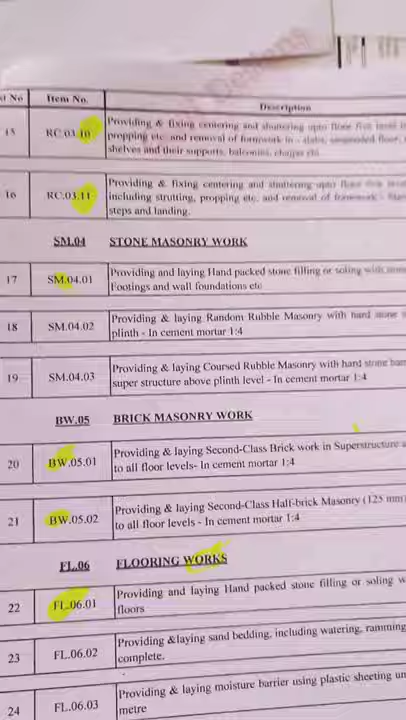 No Item No. Description
15 RC.03.10 Providing & fixing centering and shuttering upto floor five level
propping etc. and removal of formwork in - slabs, suspended floor,
shelves and their supports, balconies, chajjas etc
16 RC.03.11 Providing & fixing centering and shuttering upto floor five
including strutting, propping etc. and removal of formwork -
steps and landing.
SM.04 STONE MASONRY WORK
17 SM.04.01 Providing and laying Hand packed stone filling or soling with
Footings and wall foundations etc
18 SM.04.02 Providing & laying Random Rubble Masonry with hard stone
plinth - In cement mortar 1:4
19 SM.04.03 Providing & laying Coursed Rubble Masonry with hard stone
super structure above plinth level - In cement mortar 1:4
BW.05 BRICK MASONRY WORK
20 BW.05.01 Providing & laying Second-Class Brick work in Superstructure
to all floor levels- In cement mortar 1:4
21 BW.05.02 Providing & laying Second-Class Half-brick Masonry (125 mm)
to all floor levels - In cement mortar 1:4
FL.06 FLOORING WORKS
22 FL.06.01 Providing and laying Hand packed stone filling or soling
floors
23 FL.06.02 Providing &laying sand bedding, including watering, ramming
complete.
24 FL.06.03 Providing & laying moisture barrier using plastic sheeting
metre